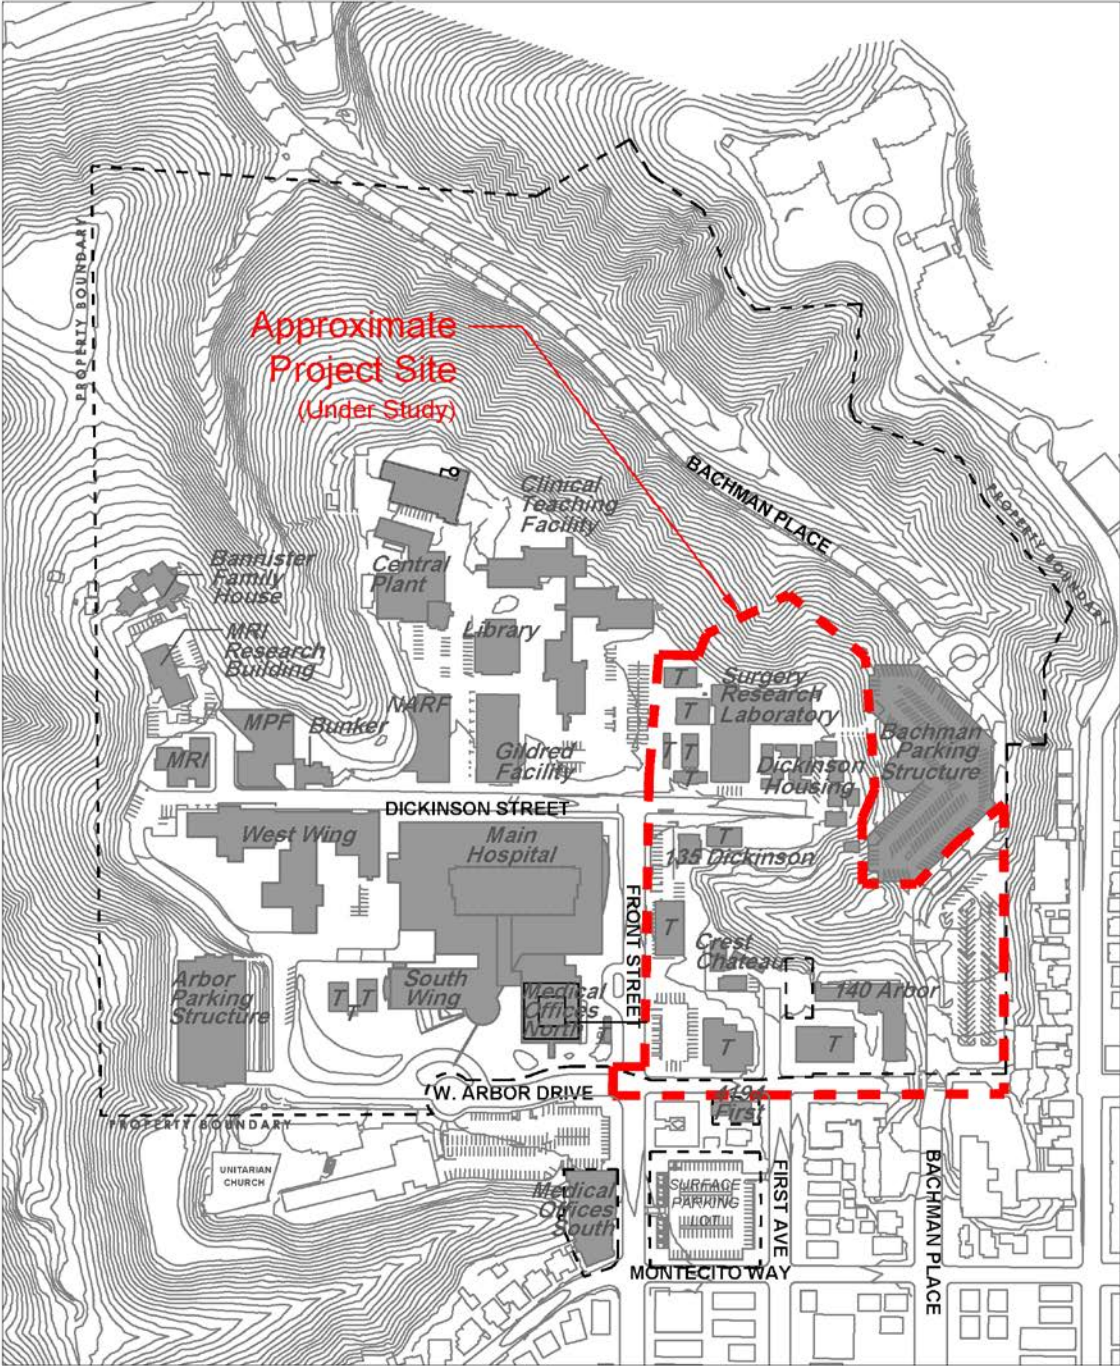 PROPERTY BOUNDARY
Approximate
Project Site
(Under Study)
BACHMAN PLACE
PROPERTY BOUNDARY
Clinical
Teaching
Facility
Central
Plant
Bannister
Family
House
Library
MRI
Research
Building
T
Surgery
Research
Laboratory
T
NARF
MPF
Bunker
MRI
Gildred
Facility
T
T
T
Dickinson
Housing
Bachman
Parking
Structure
DICKINSON STREET
West Wing
Main
Hospital
T
135 Dickinson
FRONT STREET
T
Crest
Chateau
Arbor
Parking
Structure
T
T
T
South
Wing
Medical
Offices
North
140 Arbor
T
T
W. ARBOR DRIVE
4194
First
PROPERTY BOUNDARY
UNITARIAN
CHURCH
Medical
Offices
South
SURFACE
PARKING
LOT
FIRST AVE
BACHMAN PLACE
MONTECITO WAY